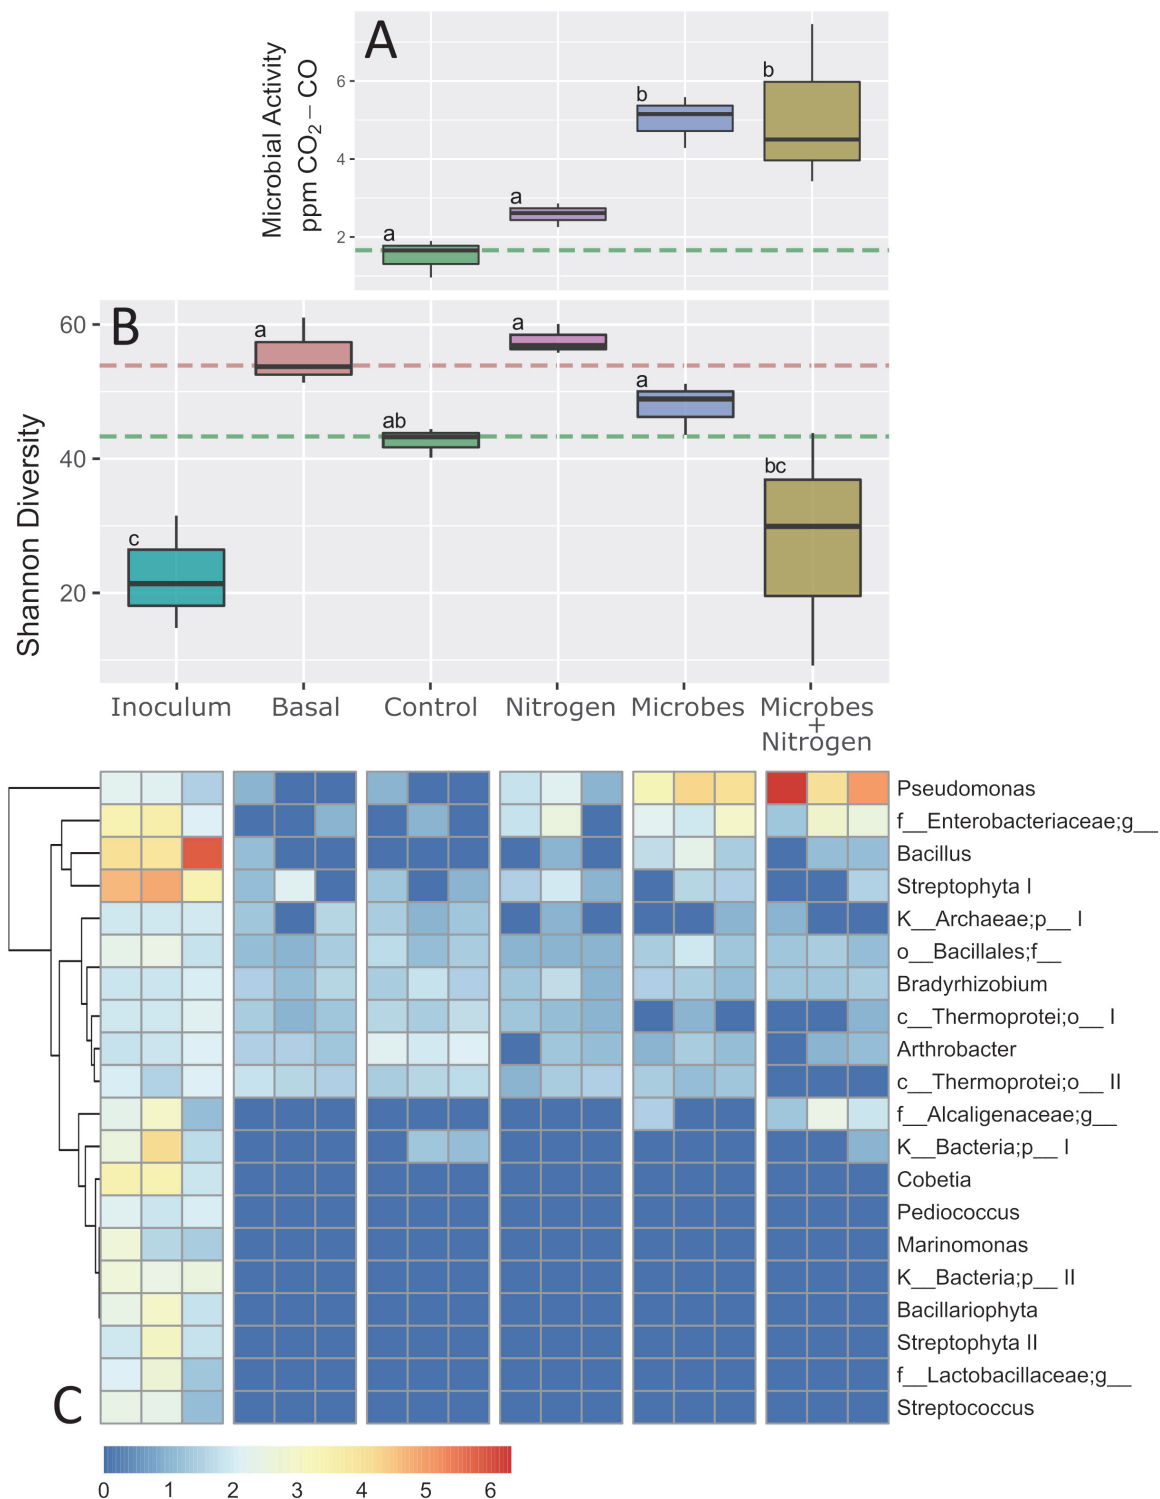 A
Microbial Activity
ppm CO₂ – CO
6
4
2
a
a
b
b
B
Shannon Diversity
60
40
20
c
a
ab
a
a
bc
Inoculum Basal Control Nitrogen Microbes Microbes
+
Nitrogen
Pseudomonas
f__Enterobacteriaceae;g__
Bacillus
Streptophyta I
K__Archaeae;p__ I
o__Bacillales;f__
Bradyrhizobium
c__Thermoprotei;o__ I
Arthrobacter
c__Thermoprotei;o__ II
f__Alcaligenaceae;g__
K__Bacteria;p__ I
Cobetia
Pediococcus
Marinomonas
K__Bacteria;p__ II
Bacillariophyta
Streptophyta II
f__Lactobacillaceae;g__
Streptococcus
C
0 1 2 3 4 5 6